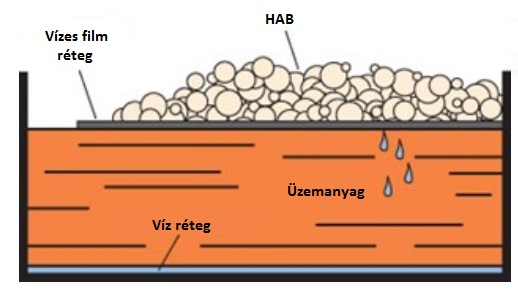 HAB
Vízes film
réteg
Üzemanyag
Víz réteg